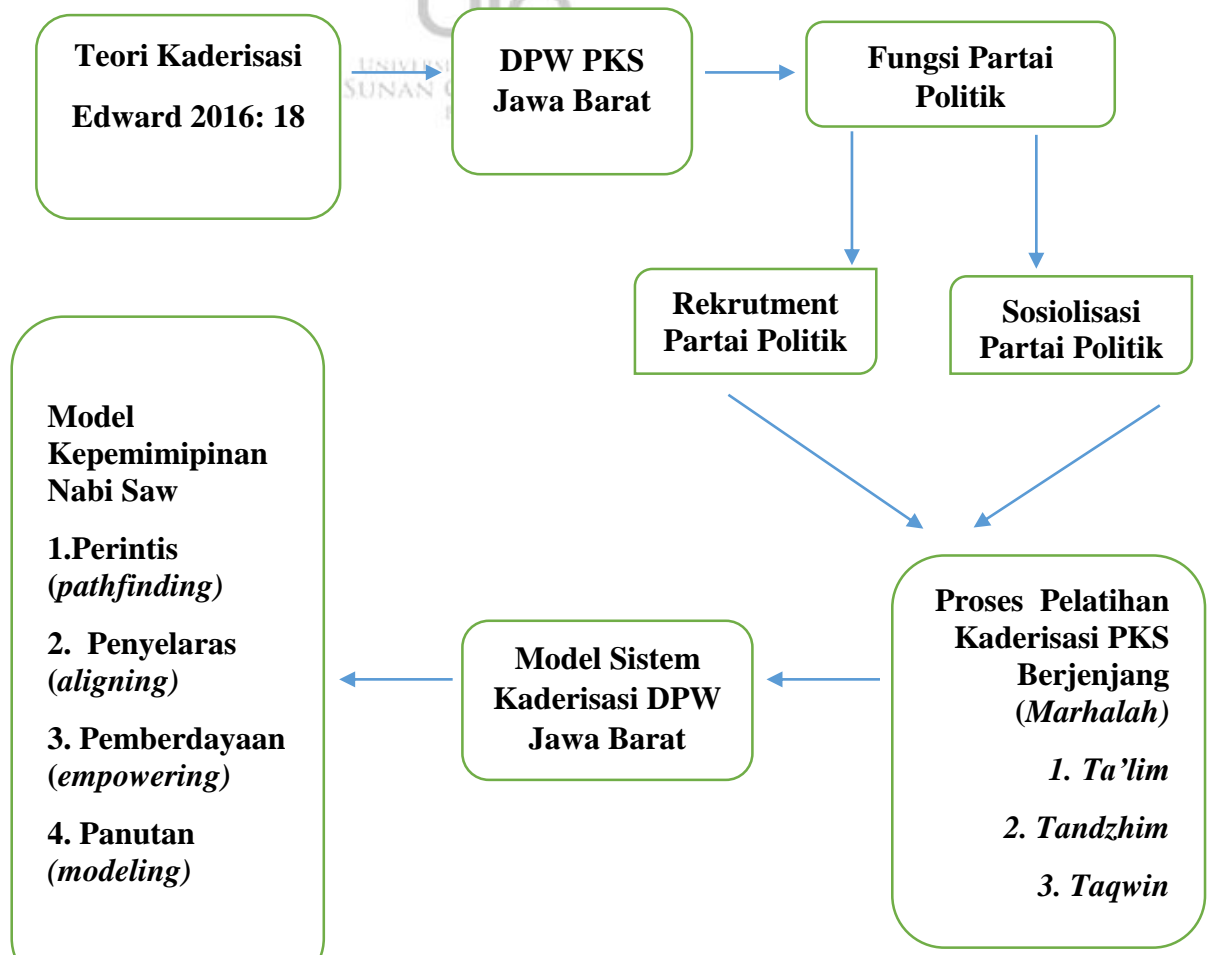 Teori Kaderisasi
Edward 2016: 18
UNIVERS
SUNAN G
DPW PKS
Jawa Barat
Fungsi Partai
Politik
Rekrutment
Partai Politik
Sosiolisasi
Partai Politik
Proses Pelatihan
Kaderisasi PKS
Berjenjang
(Marhalah)
1. Ta’lim
2. Tandzhim
3. Taqwin
Model Sistem
Kaderisasi DPW
Jawa Barat
Model
Kepemimipinan
Nabi Saw
1.Perintis
(pathfinding)
2. Penyelaras
(aligning)
3. Pemberdayaan
(empowering)
4. Panutan
(modeling)